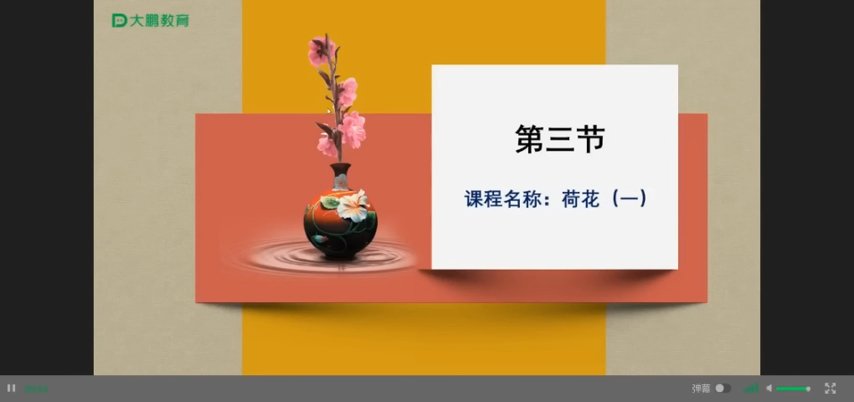 大鹏教育
第三节
课程名称：荷花（一）
弹幕